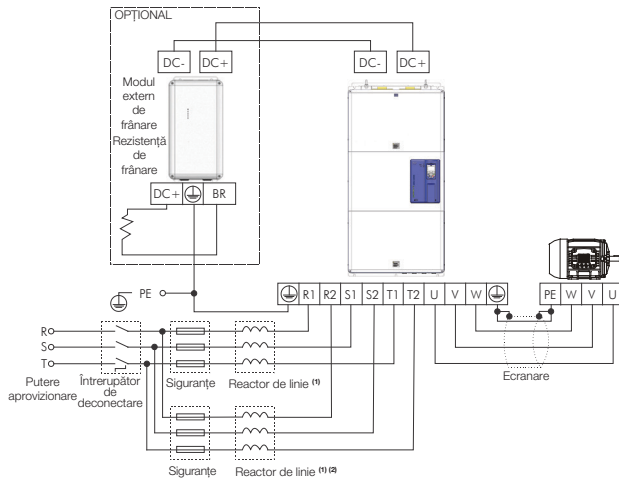 OPȚIONAL
DC- DC+ DC- DC+
Modul
extern
de
frânare
Rezistență
de
frânare
DC+ BR
PE
R1 R2 S1 S2 T1 T2 U V W
PE W V U
R
S
T
Putere
aprovizionare
Întrerupător
de
deconectare
Siguranțe
Reactor de linie (1)
Ecranare
Siguranțe
Reactor de linie (1) (2)